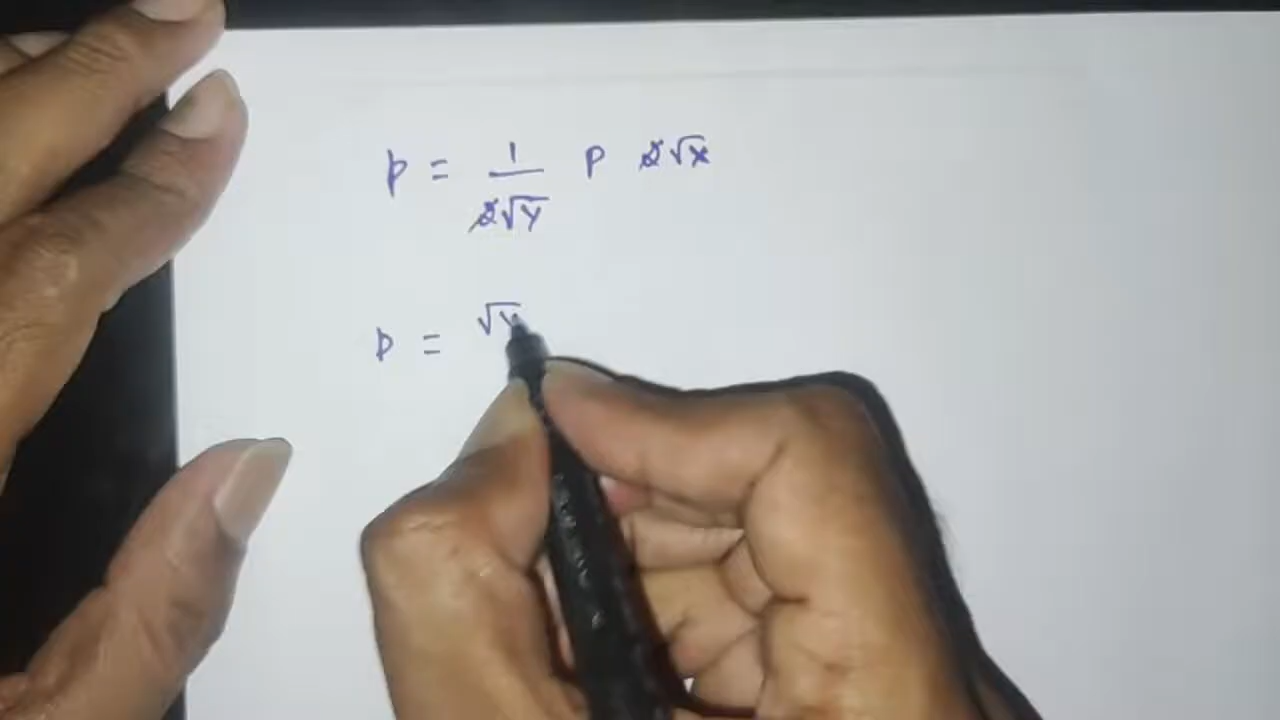 p = 1/(2√y) P 2√x
p = √